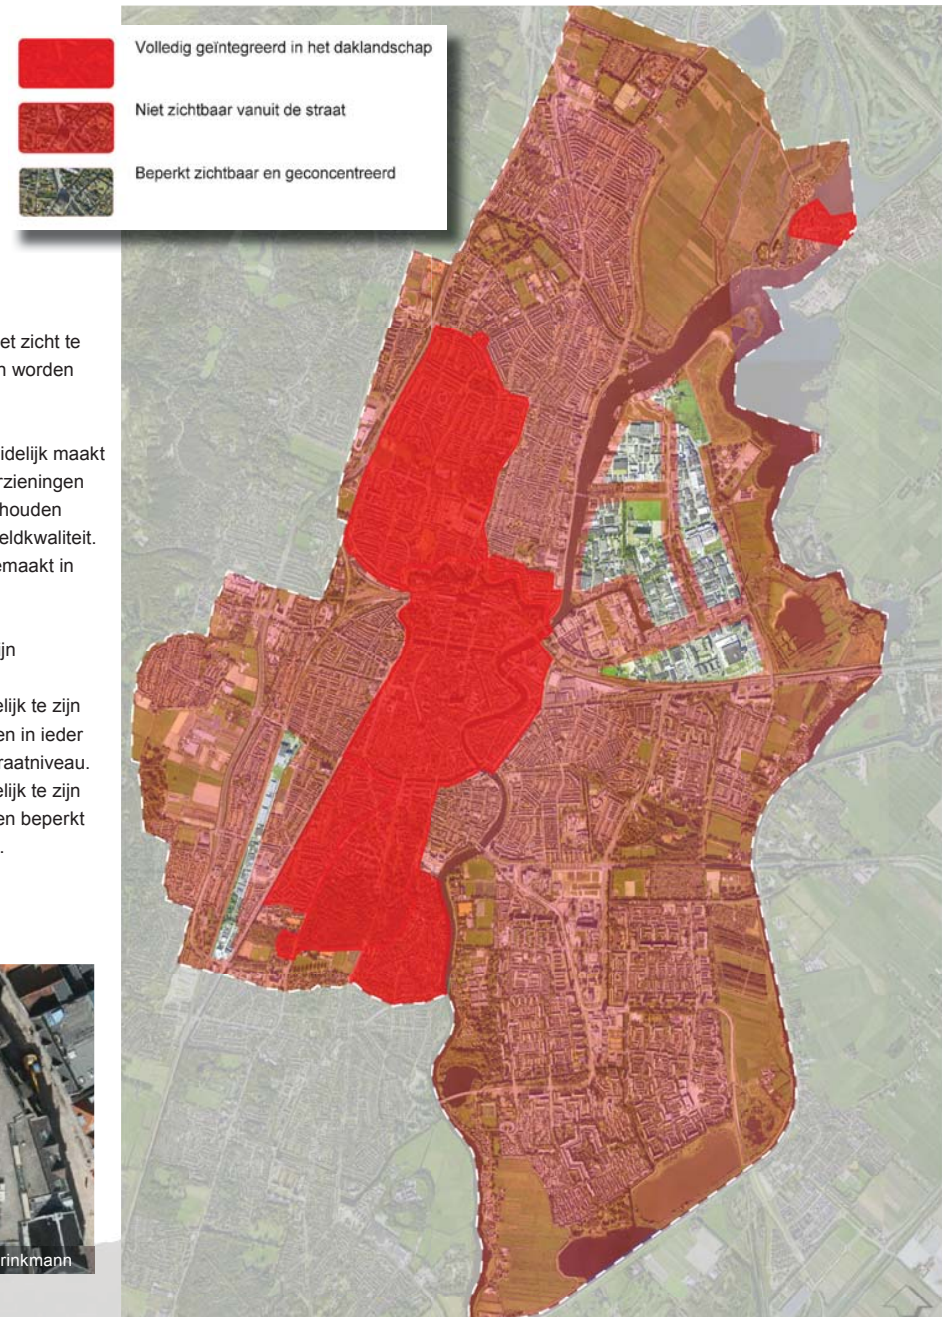 Volledig geïntegreerd in het daklandschap
Niet zichtbaar vanuit de straat
Beperkt zichtbaar en geconcentreerd
et zicht te
worden
idelijk maakt
rzieningen
houden
eldkwaliteit.
emaakt in
ijn
elijk te zijn
en in ieder
raatniveau.
elijk te zijn
en beperkt
.
rinkmann